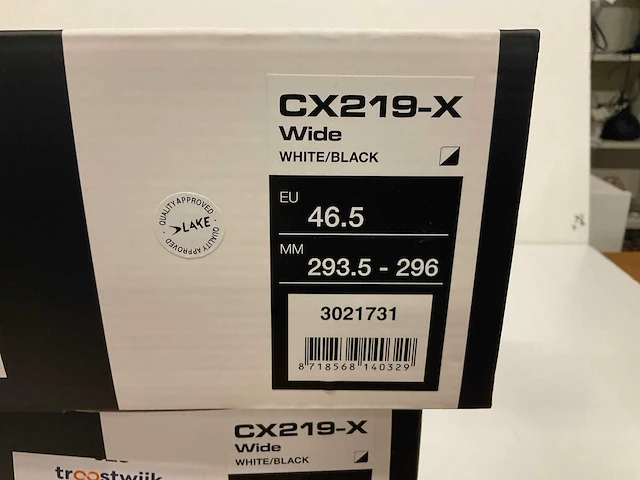 CX219-X
Wide
WHITE/BLACK
EU
46.5
MM
293.5 - 296
3021731
8 718568 140329
QUALITY APPROVED
LAKE
QUALITY APPROVED
CX219-X
Wide
WHITE/BLACK
troostwijk